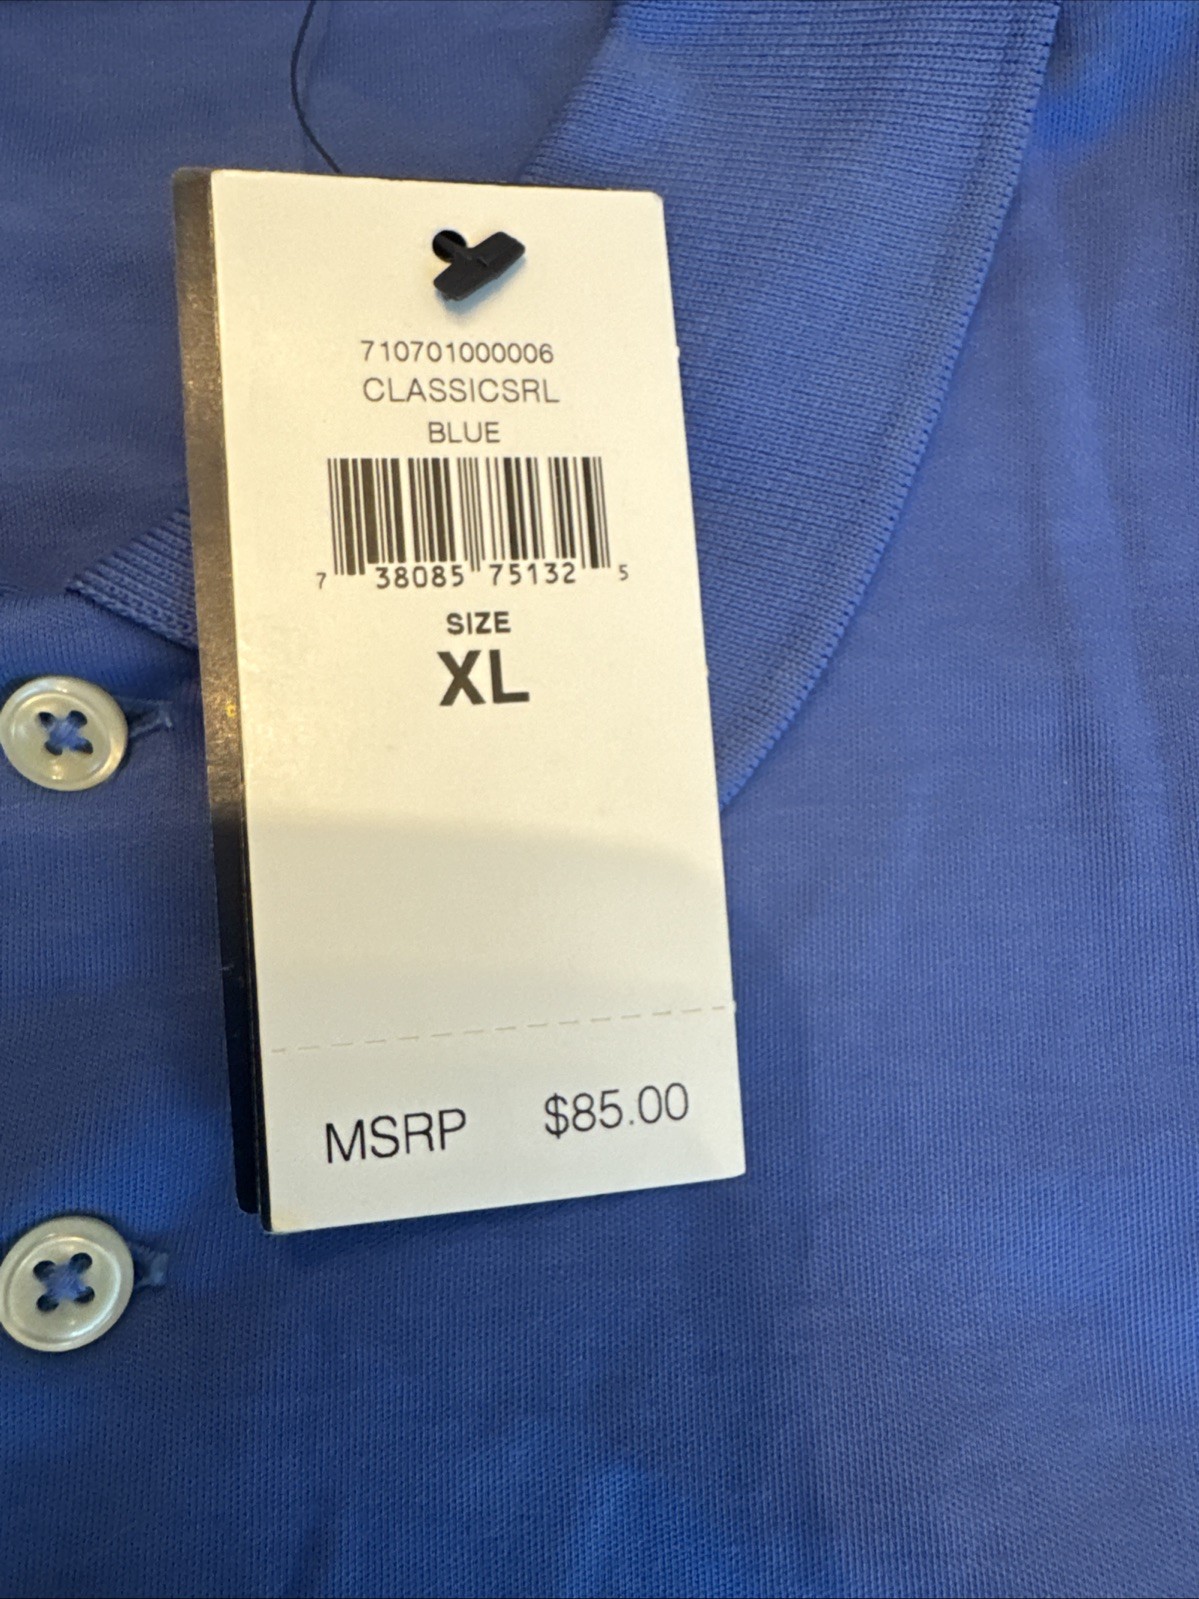 710701000006
CLASSICSRL
BLUE
7 38085 75132 5
SIZE
XL
MSRP $85.00